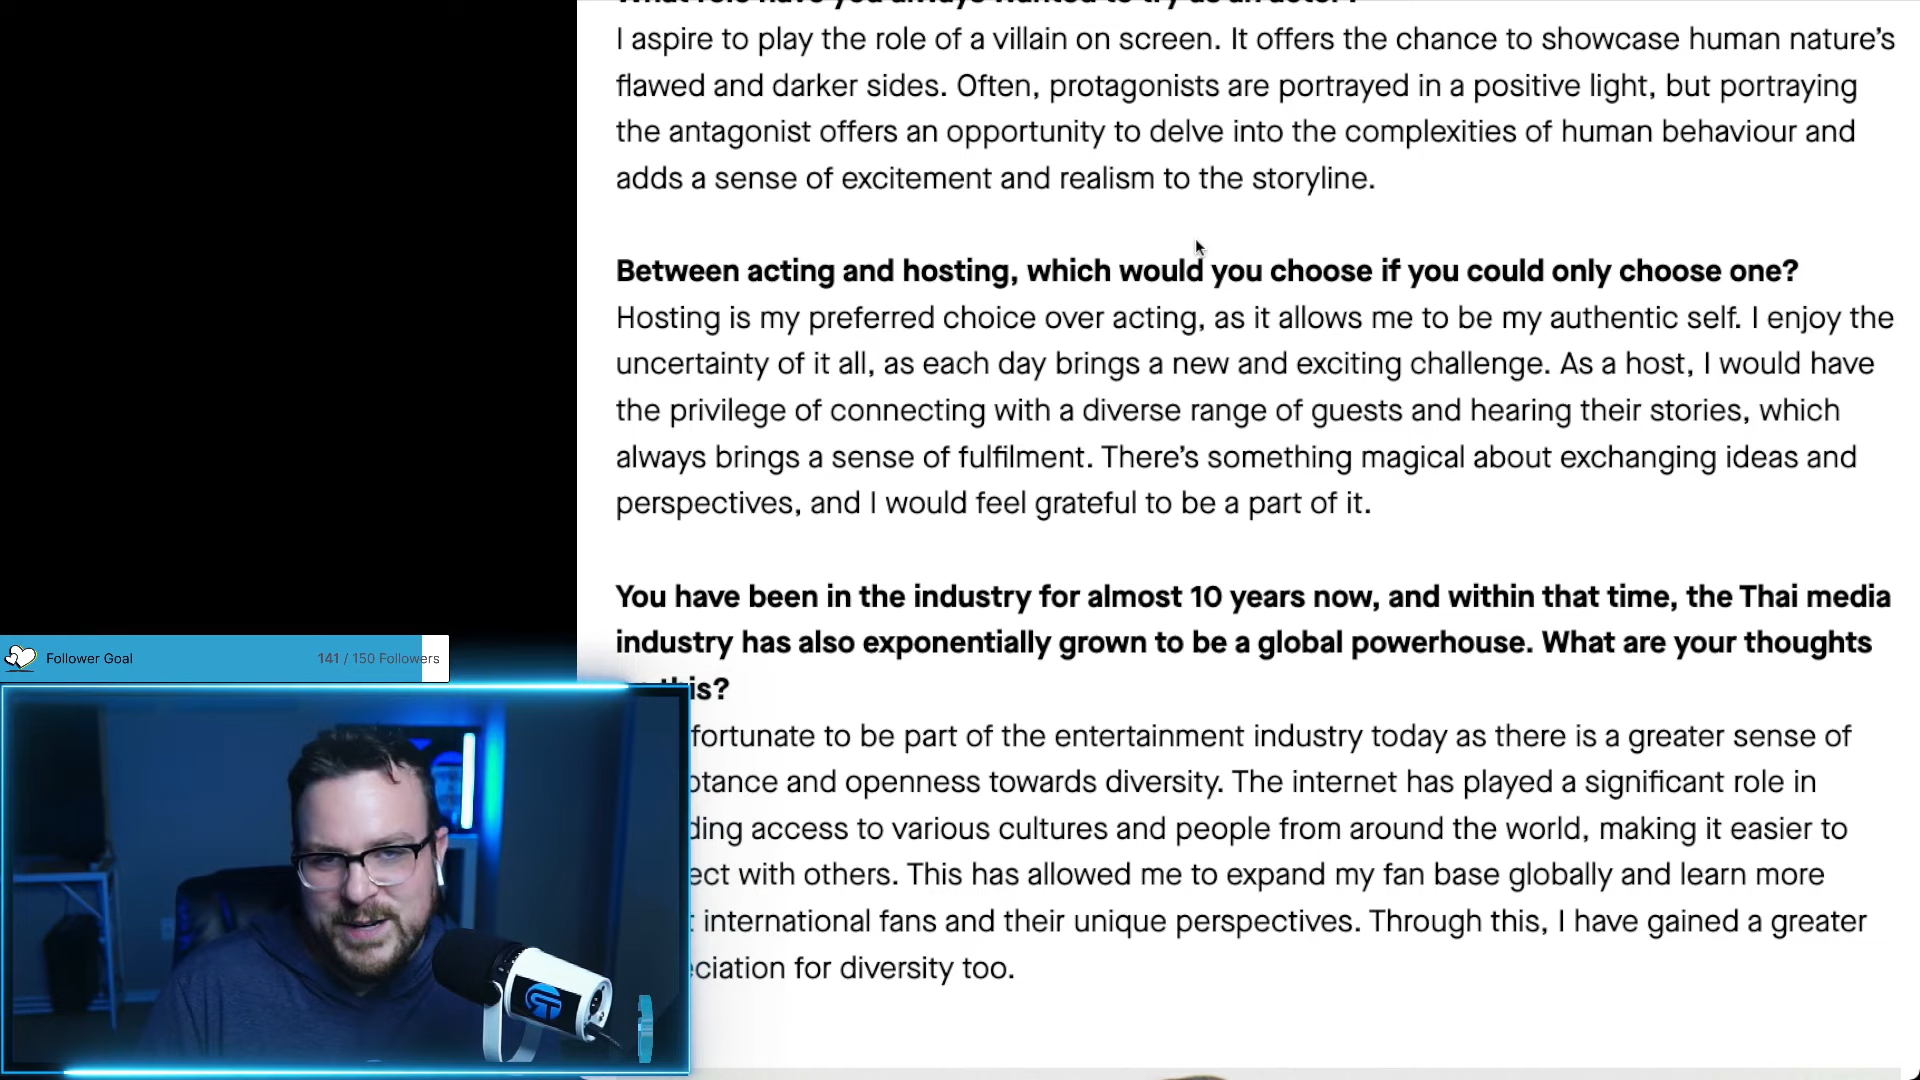 What role have you always wanted to try as an actor?
I aspire to play the role of a villain on screen. It offers the chance to showcase human nature’s
flawed and darker sides. Often, protagonists are portrayed in a positive light, but portraying
the antagonist offers an opportunity to delve into the complexities of human behaviour and
adds a sense of excitement and realism to the storyline.
Between acting and hosting, which would you choose if you could only choose one?
Hosting is my preferred choice over acting, as it allows me to be my authentic self. I enjoy the
uncertainty of it all, as each day brings a new and exciting challenge. As a host, I would have
the privilege of connecting with a diverse range of guests and hearing their stories, which
always brings a sense of fulfilment. There’s something magical about exchanging ideas and
perspectives, and I would feel grateful to be a part of it.
You have been in the industry for almost 10 years now, and within that time, the Thai media
industry has also exponentially grown to be a global powerhouse. What are your thoughts
is?
fortunate to be part of the entertainment industry today as there is a greater sense of
ptance and openness towards diversity. The internet has played a significant role in
ding access to various cultures and people from around the world, making it easier to
ect with others. This has allowed me to expand my fan base globally and learn more
t international fans and their unique perspectives. Through this, I have gained a greater
ciation for diversity too.
Follower Goal
141 / 150 Followers